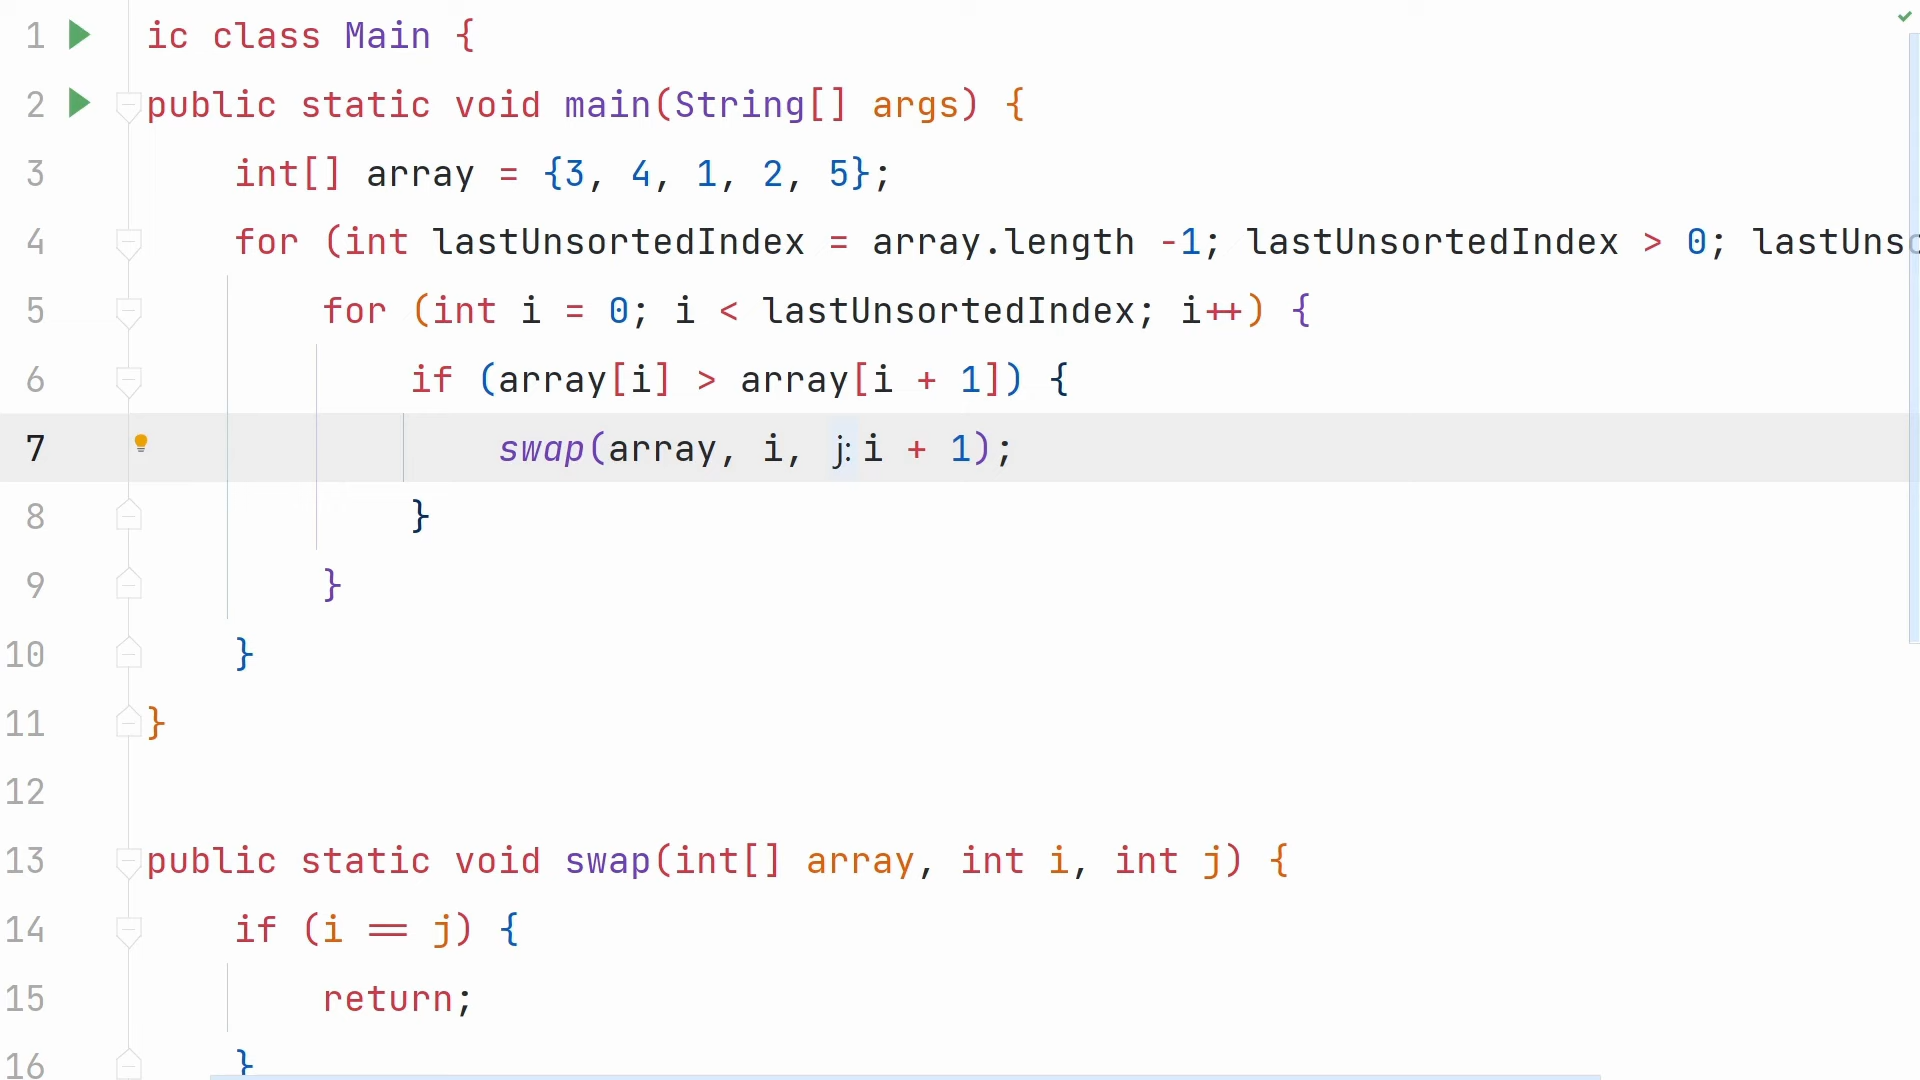 1 ic class Main {
2 public static void main(String[] args) {
3 int[] array = {3, 4, 1, 2, 5};
4 for (int lastUnsortedIndex = array.length -1; lastUnsortedIndex > 0; lastUnso
5 for (int i = 0; i < lastUnsortedIndex; i++) {
6 if (array[i] > array[i + 1]) {
7 swap(array, i, j: i + 1);
8 }
9 }
10 }
11 }
12
13 public static void swap(int[] array, int i, int j) {
14 if (i == j) {
15 return;
16 }